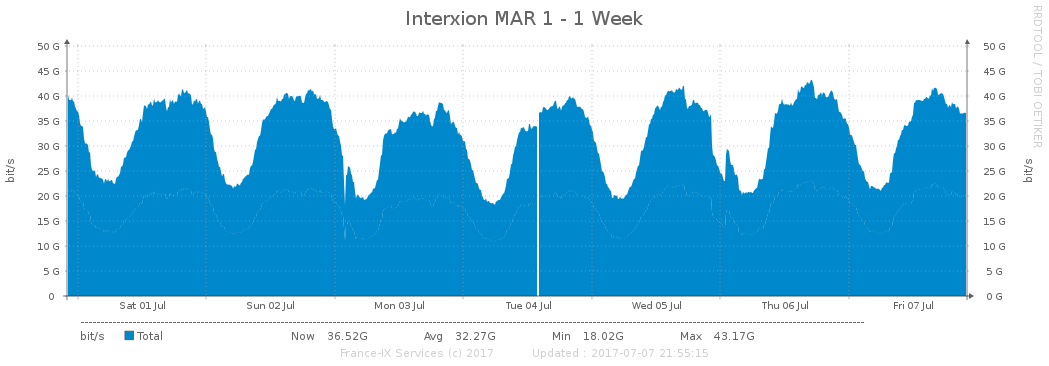 Interxion MAR 1 - 1 Week
RRDTOOL / TOBI OETIKER
bit/s
50 G 50 G
45 G 45 G
40 G 40 G
35 G 35 G
30 G 30 G
25 G 25 G
20 G 20 G
15 G 15 G
10 G 10 G
5 G 5 G
0 0 G
bit/s
Sat 01 Jul Sun 02 Jul Mon 03 Jul Tue 04 Jul Wed 05 Jul Thu 06 Jul Fri 07 Jul
bit/s Total Now 36.52G Avg 32.27G Min 18.02G Max 43.17G
France-IX Services (c) 2017 Updated : 2017-07-07 21:55:15